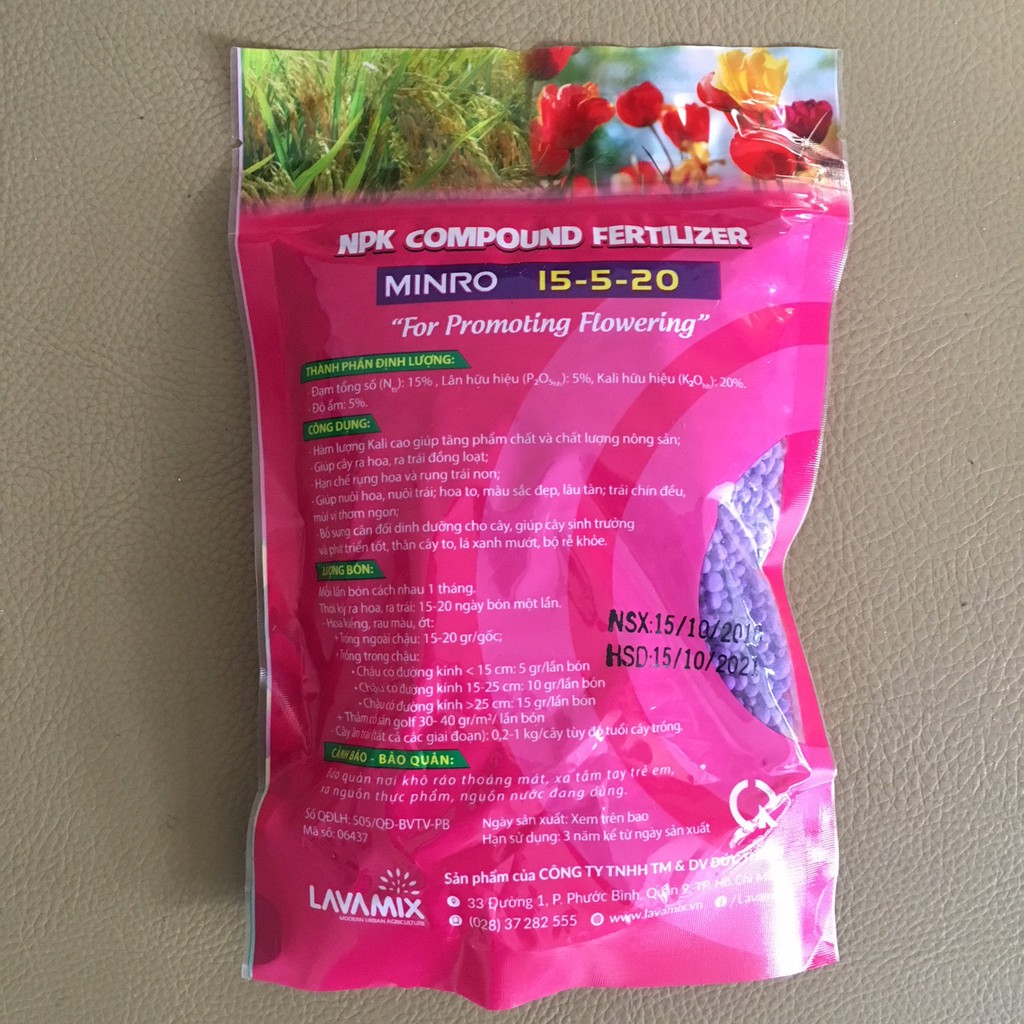 NPK COMPOUND FERTILIZER
MINRO 15-5-20
"For Promoting Flowering"
THÀNH PHẦN ĐỊNH LƯỢNG:
- Đạm tổng số (Nts): 15% , Lân hữu hiệu (P2O5hh): 5%, Kali hữu hiệu (K2Ohh): 20%.
- Độ ẩm: 5%.
CÔNG DỤNG:
- Hàm lượng Kali cao giúp tăng phẩm chất và chất lượng nông sản;
- Giúp cây ra hoa, ra trái đồng loạt;
- Hạn chế rụng hoa và rụng trái non;
- Giúp nuôi hoa, nuôi trái; hoa to, màu sắc đẹp, lâu tàn; trái chín đều,
mùi vị thơm ngon;
- Bổ sung cân đối dinh dưỡng cho cây, giúp cây sinh trưởng
và phát triển tốt, thân cây to, lá xanh mướt, bộ rễ khỏe.
LƯỢNG BÓN:
Mỗi lần bón cách nhau 1 tháng.
Thời kỳ ra hoa, ra trái: 15-20 ngày bón một lần.
- Hoa kiểng, rau màu, ớt:
+ Trồng ngoài chậu: 15-20 gr/gốc;
+ Trồng trong chậu:
• Chậu có đường kính < 15 cm: 5 gr/lần bón
• Chậu có đường kính 15-25 cm: 10 gr/lần bón
• Chậu có đường kính >25 cm: 15 gr/lần bón
+ Thảm cỏ sân golf 30- 40 gr/m²/ lần bón
- Cây ăn trái (tất cả các giai đoạn): 0,2-1 kg/cây tùy độ tuổi cây trồng.
NSX:15/10/2018
HSD:15/10/2021
CẢNH BÁO - BẢO QUẢN:
Bảo quản nơi khô ráo thoáng mát, xa tầm tay trẻ em,
xa nguồn thực phẩm, nguồn nước đang dùng.
Số QĐLH: 505/QĐ-BVTV-PB
Mã số: 06437
Ngày sản xuất: Xem trên bao
Hạn sử dụng: 3 năm kể từ ngày sản xuất
LAVAMIX
MODERN URBAN AGRICULTURE
Sản phẩm của CÔNG TY TNHH TM & DV
33 Đường 1, P. Phước Bình, Quận 9, TP. Hồ Chí
(028) 37 282 555 www.lavamix.vn